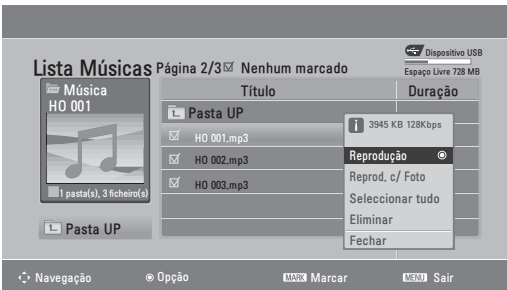 Dispositivo USB
Lista Músicas Página 2/3 Nenhum marcado
Espaço Livre 728 MB
Música
HO 001
Título
Duração
Pasta UP
HO 001.mp3
HO 002.mp3
HO 003.mp3
3945 KB 128Kbps
Reprodução
Reprod. c/ Foto
Seleccionar tudo
Eliminar
Fechar
1 pasta(s), 3 ficheiro(s)
Pasta UP
Navegação
Opção
MARK Marcar
MENU Sair